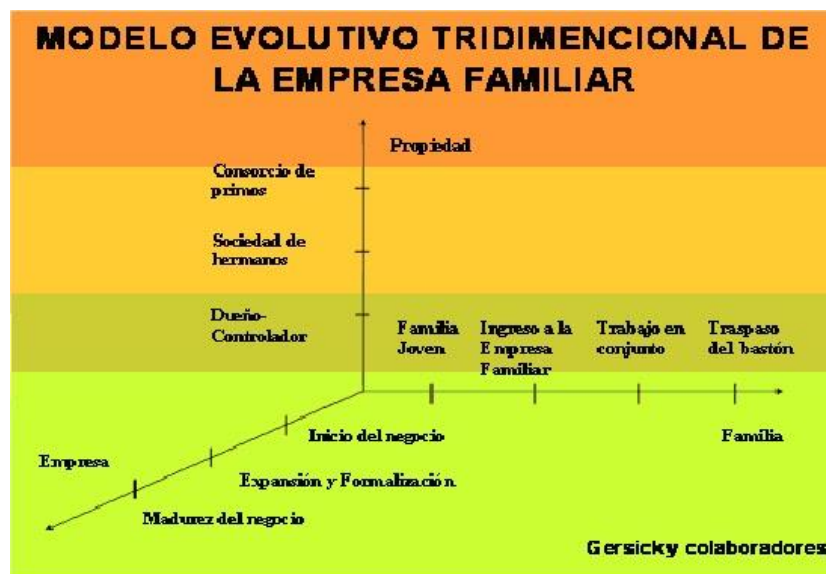 MODELO EVOLUTIVO TRIDIMENCIONAL DE
LA EMPRESA FAMILIAR
Propiedad
Consorcio de
primos
Sociedad de
hermanos
Dueño-
Controlador
Familia
Joven
Ingreso a la
Empresa
Familiar
Trabajo en
conjunto
Traspaso
del bastón
Inicio del negocio
Familia
Empresa
Expansión y Formalización
Madurez del negocio
Gersicky colaboradores